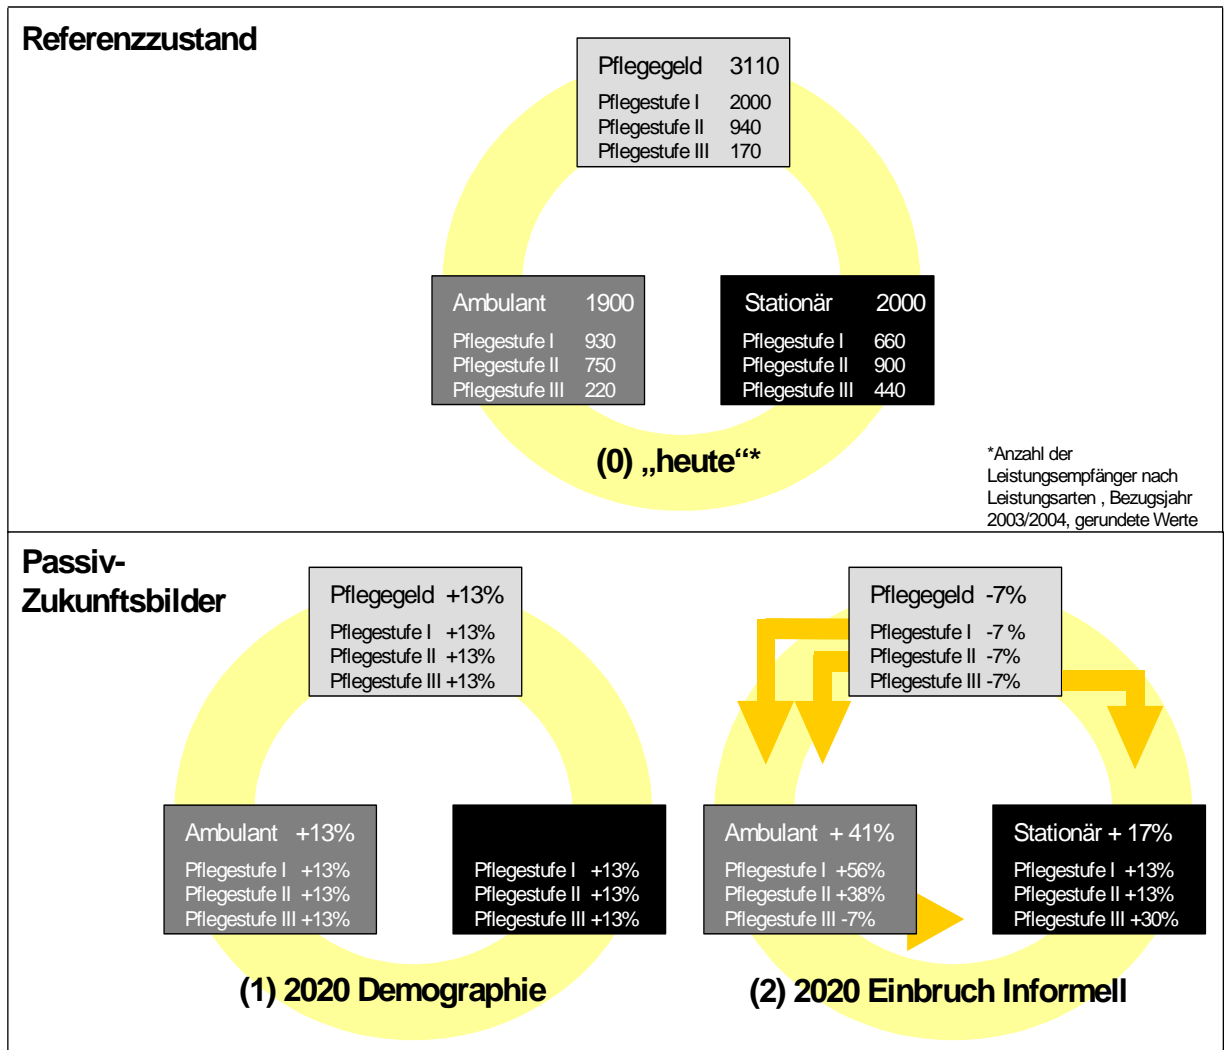 Referenzzustand
Pflegegeld 3110
Pflegestufe I 2000
Pflegestufe II 940
Pflegestufe III 170
Ambulant 1900
Pflegestufe I 930
Pflegestufe II 750
Pflegestufe III 220
Stationär 2000
Pflegestufe I 660
Pflegestufe II 900
Pflegestufe III 440
(0) „heute“*
*Anzahl der
Leistungsempfänger nach
Leistungsarten , Bezugsjahr
2003/2004, gerundete Werte
Passiv-
Zukunftsbilder
Pflegegeld +13%
Pflegestufe I +13%
Pflegestufe II +13%
Pflegestufe III +13%
Ambulant +13%
Pflegestufe I +13%
Pflegestufe II +13%
Pflegestufe III +13%
Pflegestufe I +13%
Pflegestufe II +13%
Pflegestufe III +13%
(1) 2020 Demographie
Pflegegeld -7%
Pflegestufe I -7 %
Pflegestufe II -7%
Pflegestufe III -7%
Ambulant + 41%
Pflegestufe I +56%
Pflegestufe II +38%
Pflegestufe III -7%
Stationär + 17%
Pflegestufe I +13%
Pflegestufe II +13%
Pflegestufe III +30%
(2) 2020 Einbruch Informell